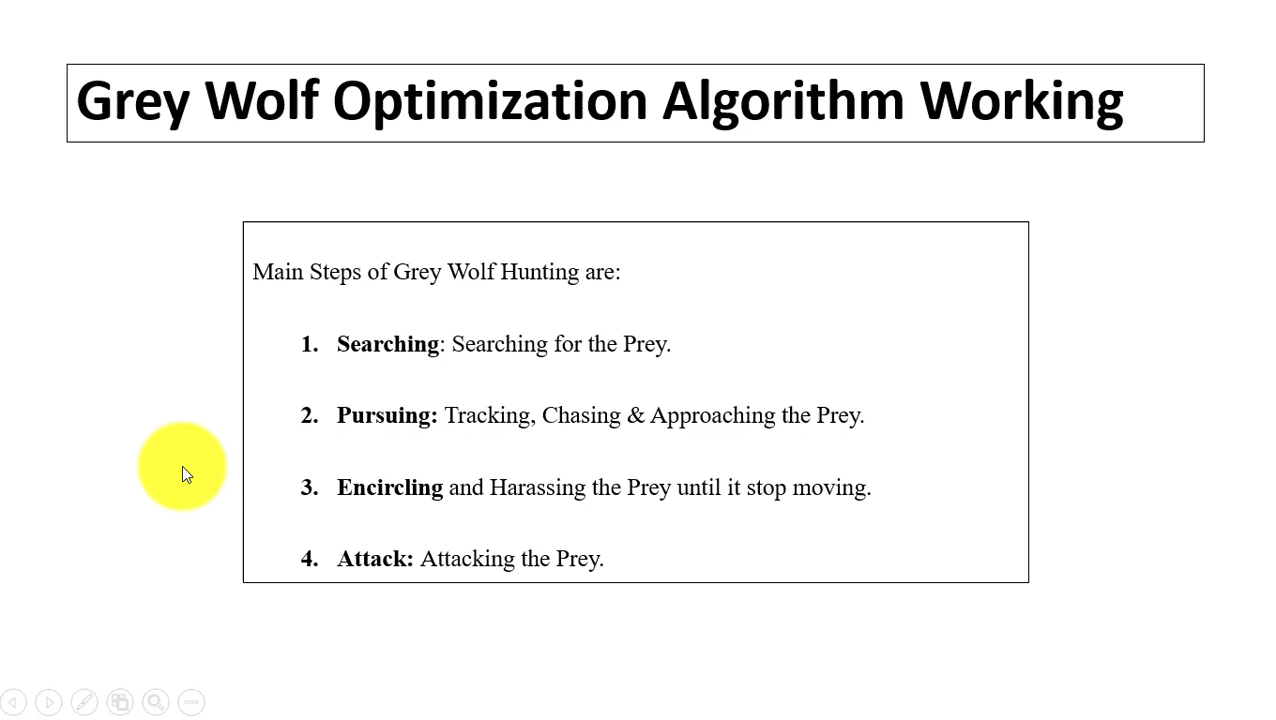 Grey Wolf Optimization Algorithm Working
Main Steps of Grey Wolf Hunting are:
1. Searching: Searching for the Prey.
2. Pursuing: Tracking, Chasing & Approaching the Prey.
3. Encircling and Harassing the Prey until it stop moving.
4. Attack: Attacking the Prey.